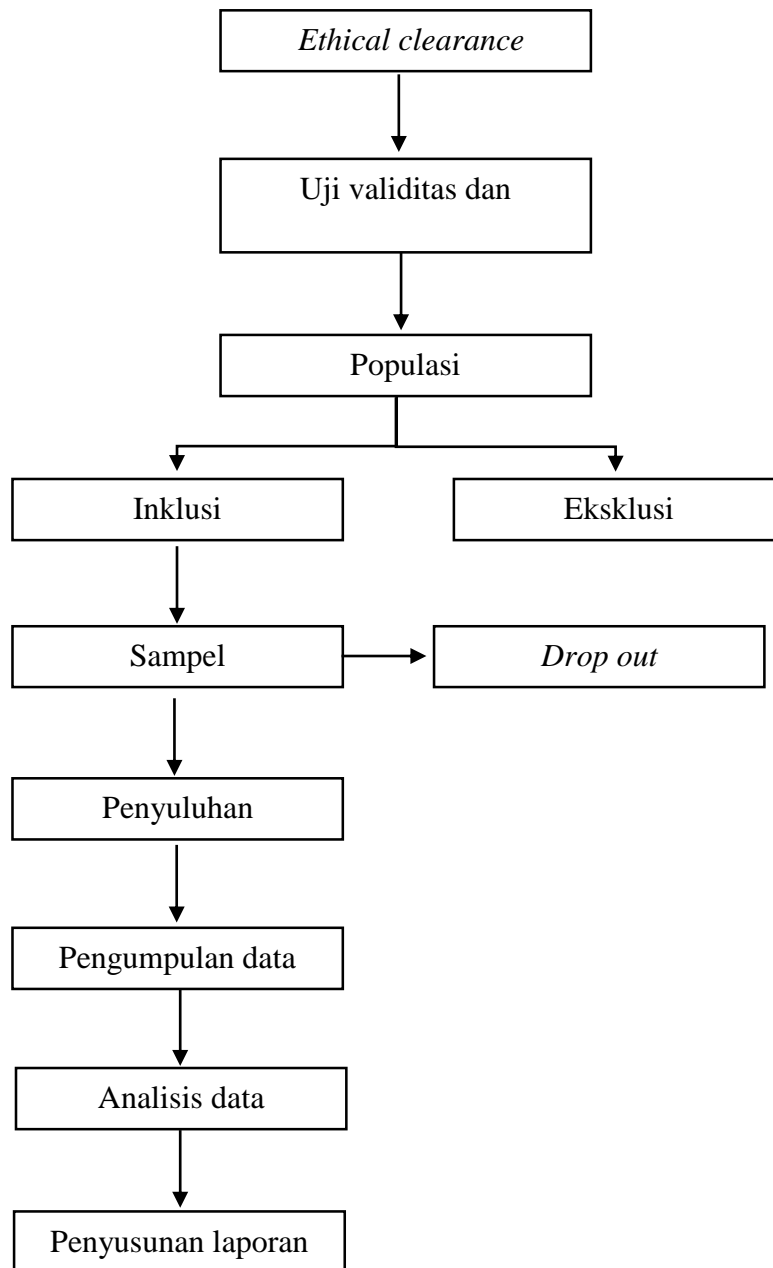 Ethical clearance
Uji validitas dan
Populasi
Inklusi
Eksklusi
Sampel
Drop out
Penyuluhan
Pengumpulan data
Analisis data
Penyusunan laporan